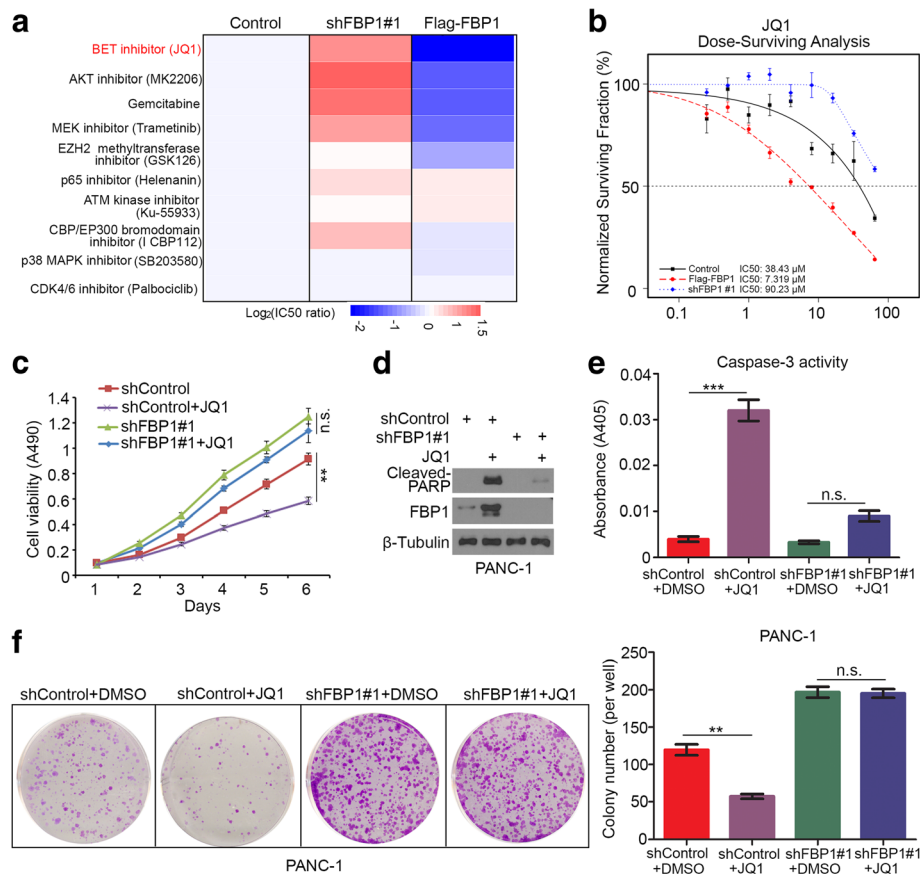 a
Control
shFBP1#1
Flag-FBP1
BET inhibitor (JQ1)
AKT inhibitor (MK2206)
Gemcitabine
MEK inhibitor (Trametinib)
EZH2 methyltransferase
inhibitor (GSK126)
p65 inhibitor (Helenanin)
ATM kinase inhibitor
(Ku-55933)
CBP/EP300 bromodomain
inhibitor (I CBP112)
p38 MAPK inhibitor (SB203580)
CDK4/6 inhibitor (Palbociclib)
Log2(IC50 ratio)
-2
-1
0
1
1.5
b
JQ1
Dose-Surviving Analysis
Normalized Surviving Fraction (%)
100
50
0
Control IC50: 38.43 μM
Flag-FBP1 IC50: 7.319 μM
shFBP1 #1 IC50: 90.23 μM
0.1 1 10 100
c
shControl
shControl+JQ1
shFBP1#1
shFBP1#1+JQ1
Cell viability (A490)
1.4
1.2
1.0
0.8
0.6
0.4
0.2
0
n.s.
**
1 2 3 4 5 6
Days
d
shControl + +
shFBP1#1 + +
JQ1 + +
Cleaved-
PARP
FBP1
β-Tubulin
PANC-1
e
Caspase-3 activity
Absorbance (A405)
0.04
0.03
0.02
0.01
0.00
***
n.s.
shControl
+DMSO
shControl
+JQ1
shFBP1#1
+DMSO
shFBP1#1
+JQ1
f
shControl+DMSO
shControl+JQ1
shFBP1#1+DMSO
shFBP1#1+JQ1
PANC-1
PANC-1
Colony number (per well)
250
200
150
100
50
0
**
n.s.
shControl
+DMSO
shControl
+JQ1
shFBP1#1
+DMSO
shFBP1#1
+JQ1